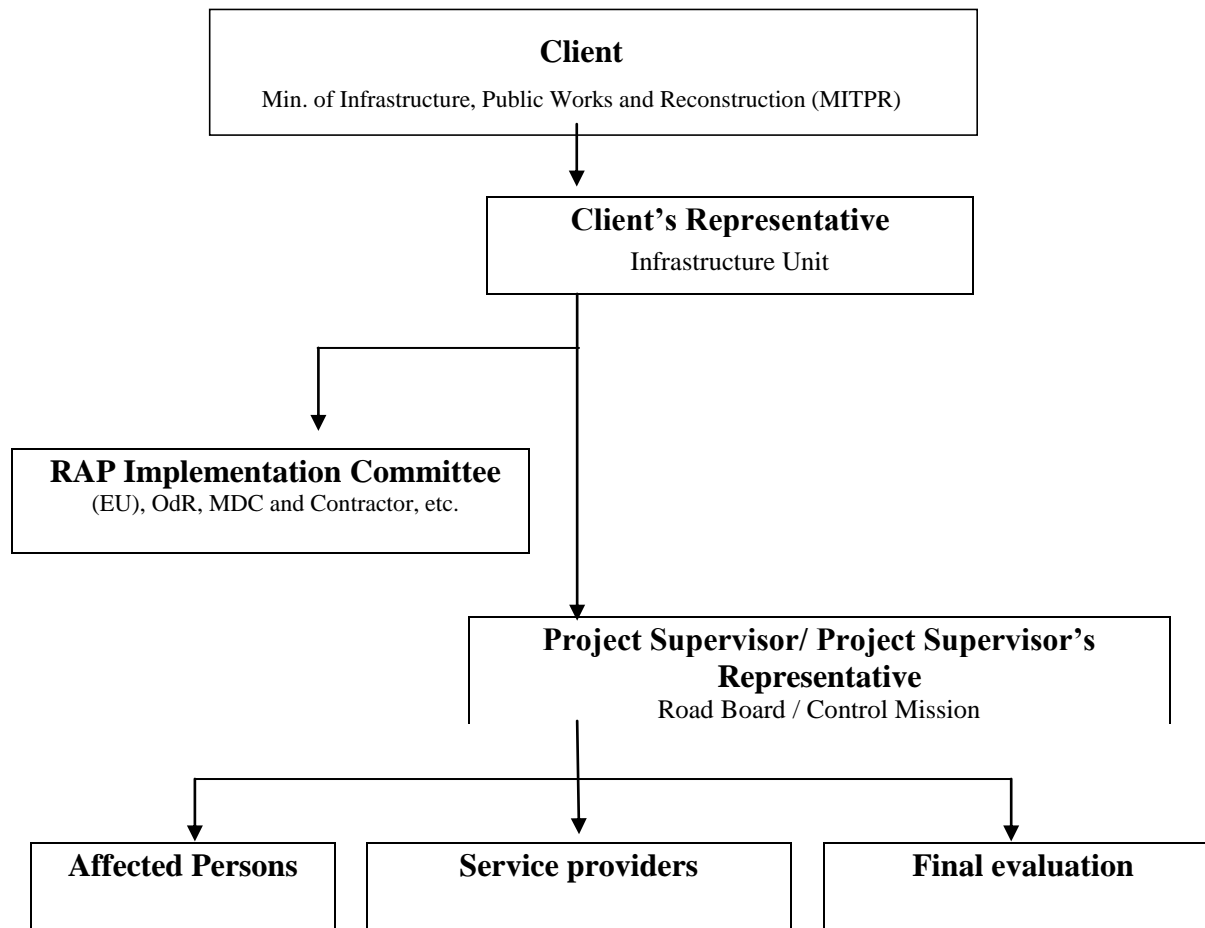 Client
Min. of Infrastructure, Public Works and Reconstruction (MITPR)
Client’s Representative
Infrastructure Unit
RAP Implementation Committee
(EU), OdR, MDC and Contractor, etc.
Project Supervisor/ Project Supervisor’s
Representative
Road Board / Control Mission
Affected Persons
Service providers
Final evaluation